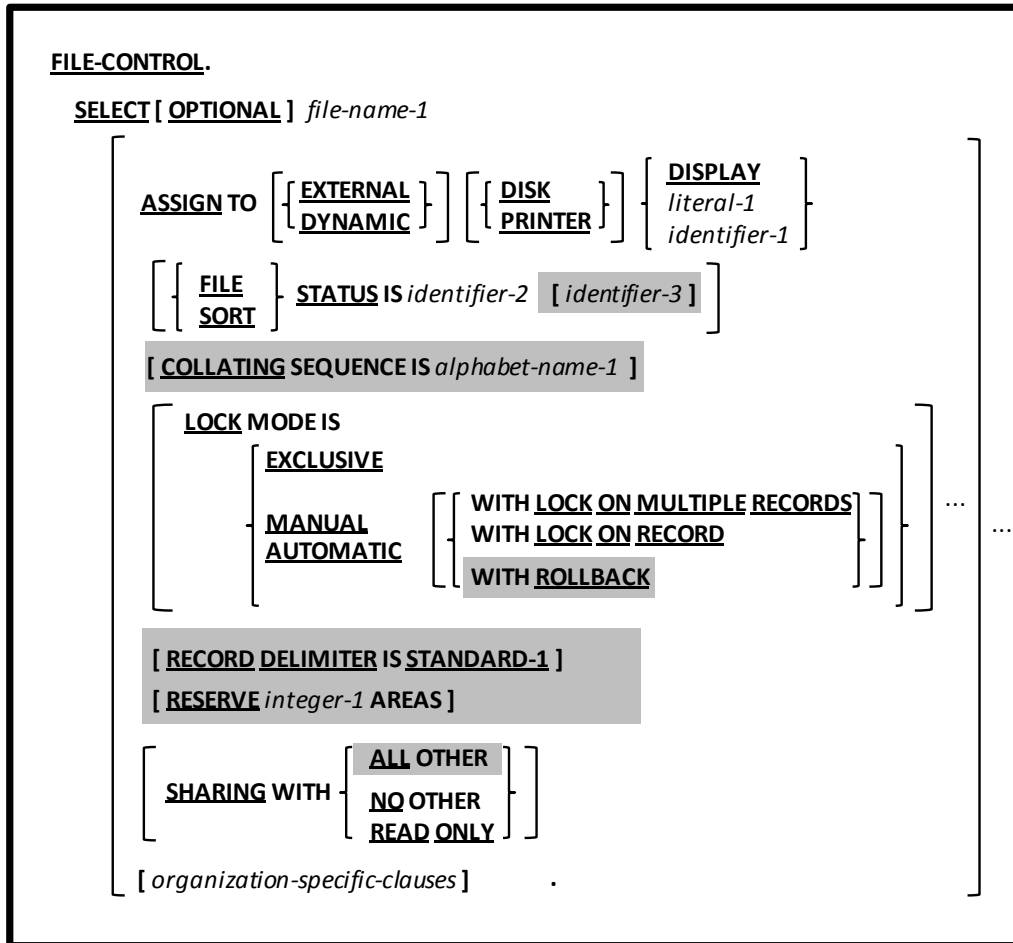 FILE-CONTROL.
SELECT [ OPTIONAL ] file-name-1
ASSIGN TO [ { EXTERNAL DYNAMIC } ] [ { DISK PRINTER } ] { DISPLAY literal-1 identifier-1 }
[ { FILE SORT } STATUS IS identifier-2 [ identifier-3 ] ]
[ COLLATING SEQUENCE IS alphabet-name-1 ]
LOCK MODE IS
EXCLUSIVE
MANUAL
AUTOMATIC
WITH LOCK ON MULTIPLE RECORDS
WITH LOCK ON RECORD
WITH ROLLBACK
...
...
[ RECORD DELIMITER IS STANDARD-1 ]
[ RESERVE integer-1 AREAS ]
SHARING WITH
ALL OTHER
NO OTHER
READ ONLY
[ organization-specific-clauses ] .